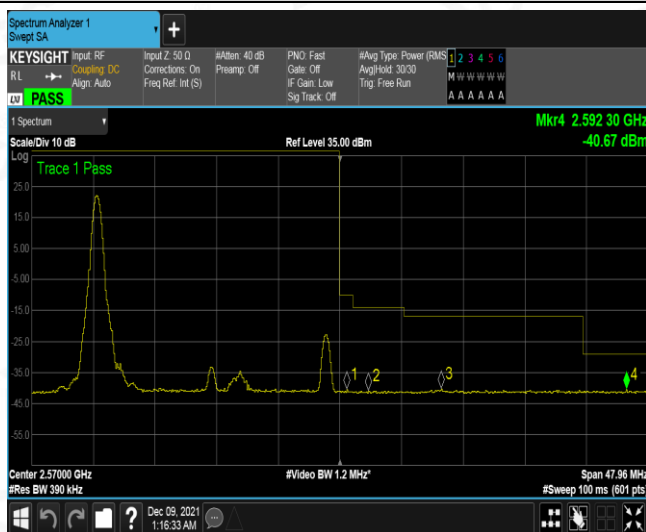 Spectrum Analyzer 1
Swept SA
+
KEYSIGHT Input: RF Input Z: 50 Ω #Atten: 40 dB PNO: Fast #Avg Type: Power (RMS 1 2 3 4 5 6
RL Coupling: DC Corrections: On Preamp: Off Gate: Off Avg|Hold: 30/30 M W W W W W
Align: Auto Freq Ref: Int (S) IF Gain: Low Trig: Free Run
LXI PASS Sig Track: Off A A A A A A
1 Spectrum Mkr4 2.592 30 GHz
Scale/Div 10 dB Ref Level 35.00 dBm -40.67 dBm
Log
Trace 1 Pass
25.0
15.0
5.00
-5.00
-15.0
-25.0
-35.0
1 2 3 4
-45.0
-55.0
Center 2.57000 GHz #Video BW 1.2 MHz* Span 47.96 MHz
#Res BW 390 kHz #Sweep 100 ms (601 pts)
? Dec 09, 2021
1:16:33 AM